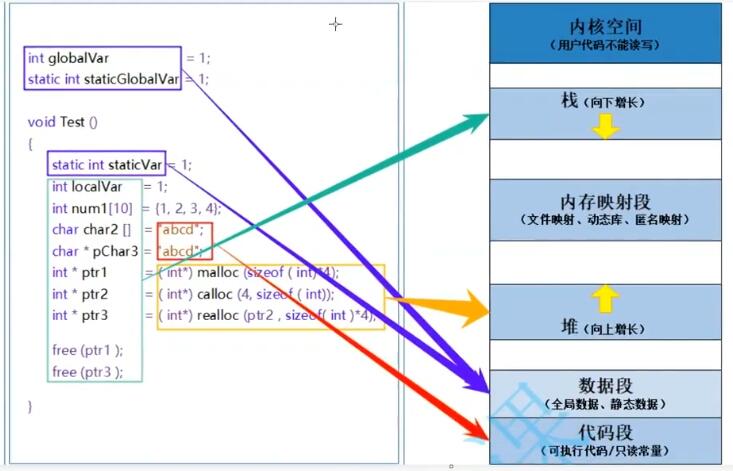 int globalVar = 1;
static int staticGlobalVar = 1;
void Test ()
{
static int staticVar = 1;
int localVar = 1;
int num1[10] = {1, 2, 3, 4};
char char2 [] = "abcd";
char * pChar3 = "abcd";
int * ptr1 = ( int*) malloc (sizeof ( int)*4);
int * ptr2 = ( int*) calloc (4, sizeof ( int));
int * ptr3 = ( int*) realloc (ptr2 , sizeof( int )*4);
free (ptr1 );
free (ptr3 );
}
内核空间
(用户代码不能读写)
栈 (向下增长)
内存映射段
(文件映射、动态库、匿名映射)
堆 (向上增长)
数据段
(全局数据、静态数据)
代码段
(可执行代码/只读常量)